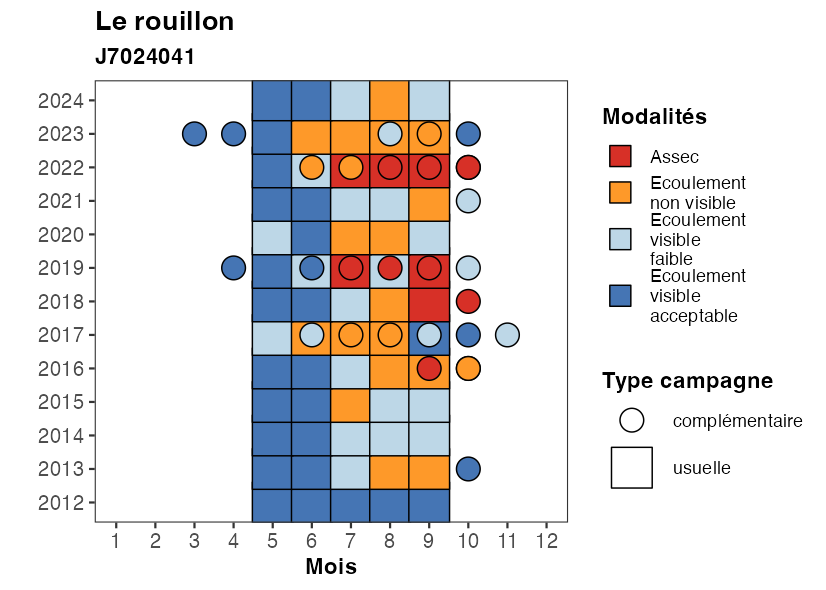 Le rouillon
J7024041
2024
2023
2022
2021
2020
2019
2018
2017
2016
2015
2014
2013
2012
1 2 3 4 5 6 7 8 9 10 11 12
Mois
Modalités
Assec
Ecoulement
non visible
Ecoulement
visible
faible
Ecoulement
visible
acceptable
Type campagne
complémentaire
usuelle